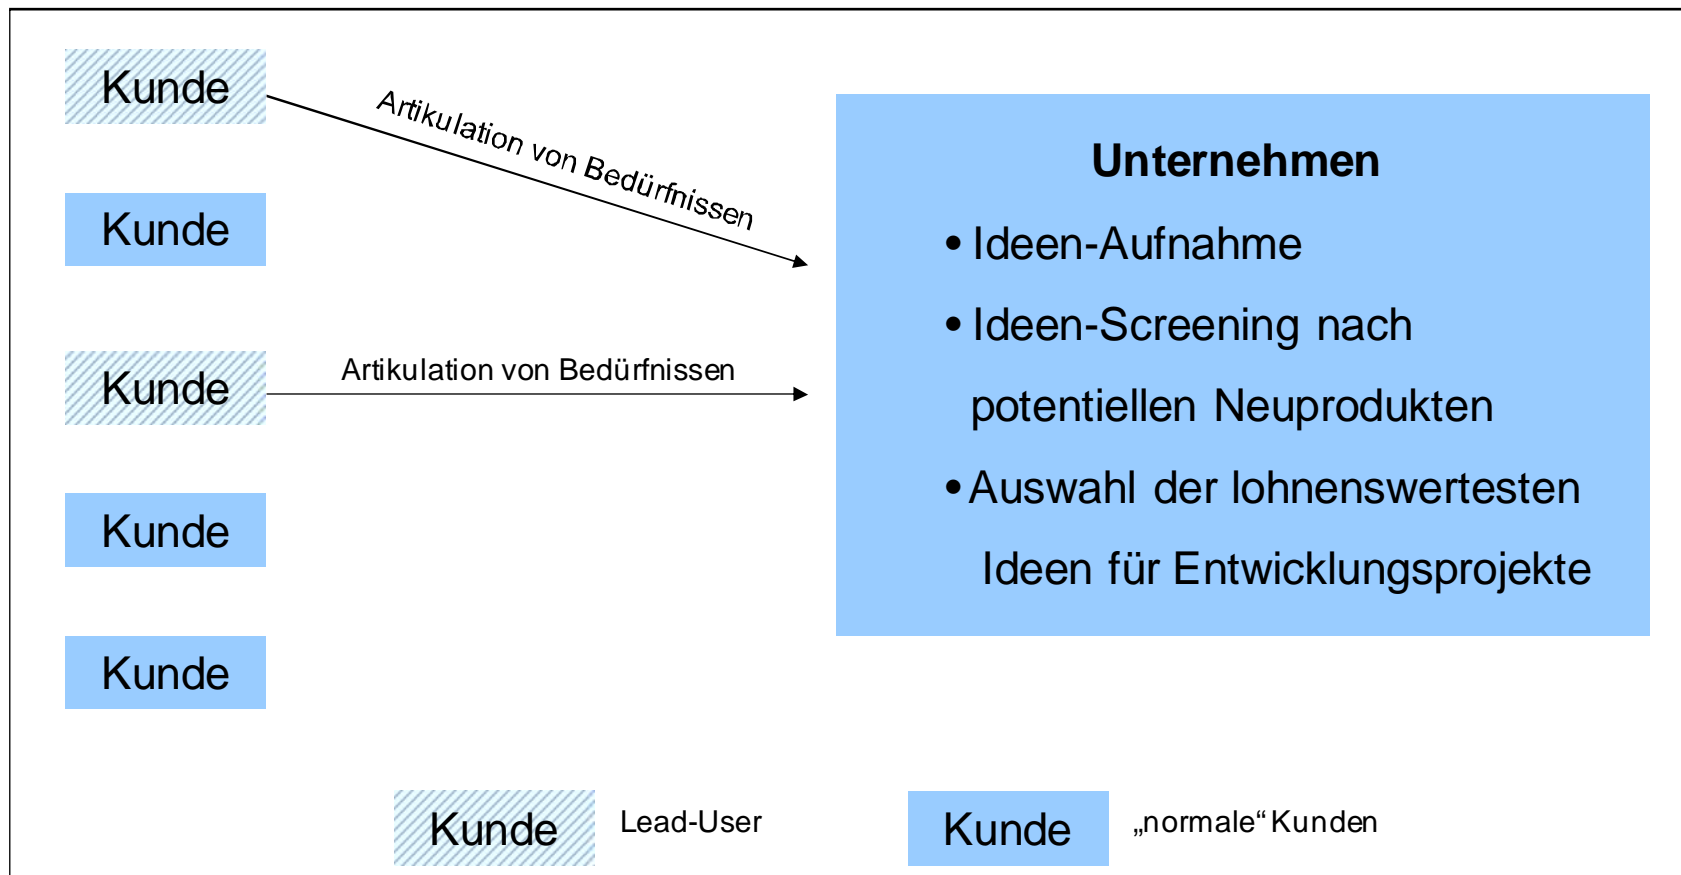 Kunde
Artikulation von Bedürfnissen
Kunde
Kunde
Artikulation von Bedürfnissen
Kunde
Kunde
Unternehmen
• Ideen-Aufnahme
• Ideen-Screening nach
potentiellen Neuprodukten
• Auswahl der lohnenswertesten
Ideen für Entwicklungsprojekte
Kunde Lead-User
Kunde „normale“ Kunden